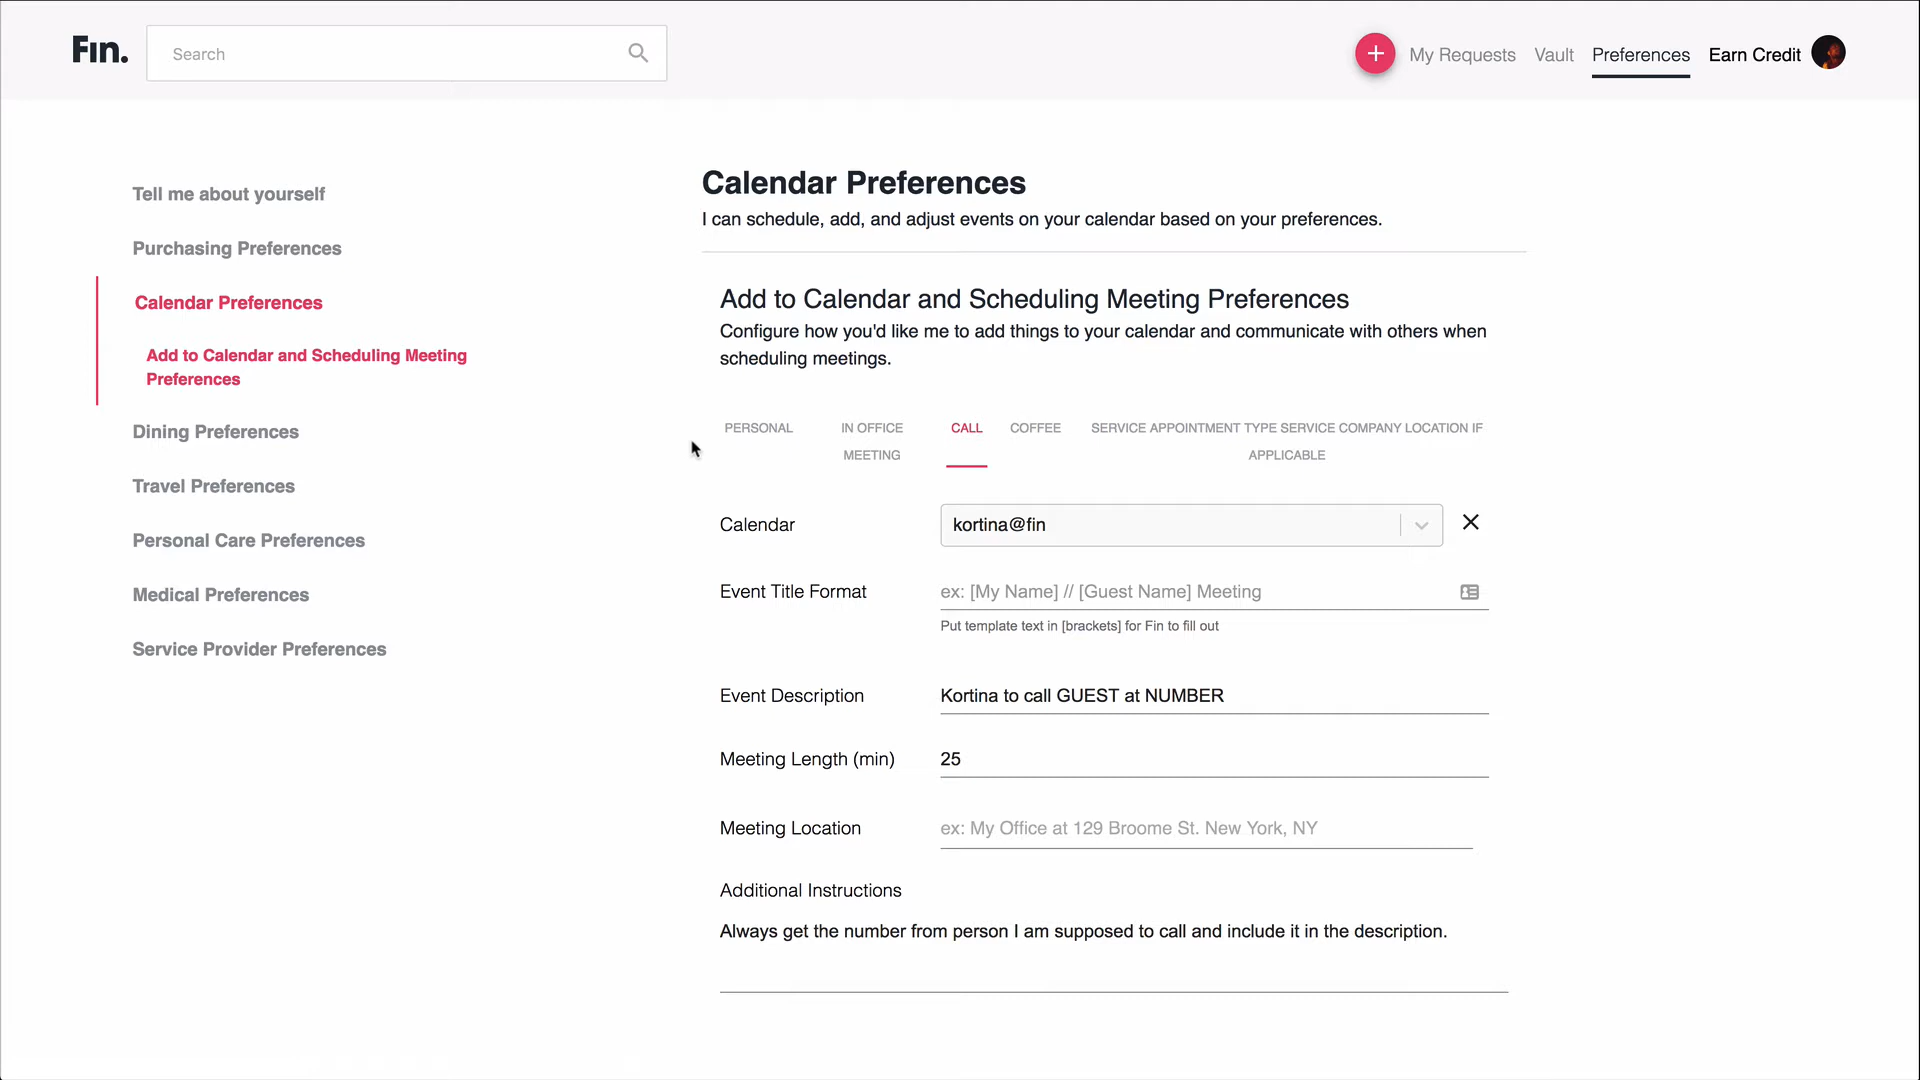 Fin.
Search
My Requests
Vault
Preferences
Earn Credit
Tell me about yourself
Purchasing Preferences
Calendar Preferences
Add to Calendar and Scheduling Meeting
Preferences
Dining Preferences
Travel Preferences
Personal Care Preferences
Medical Preferences
Service Provider Preferences
Calendar Preferences
I can schedule, add, and adjust events on your calendar based on your preferences.
Add to Calendar and Scheduling Meeting Preferences
Configure how you'd like me to add things to your calendar and communicate with others when
scheduling meetings.
PERSONAL
IN OFFICE
MEETING
CALL
COFFEE
SERVICE APPOINTMENT TYPE SERVICE COMPANY LOCATION IF
APPLICABLE
Calendar
kortina@fin
Event Title Format
ex: [My Name] // [Guest Name] Meeting
Put template text in [brackets] for Fin to fill out
Event Description
Kortina to call GUEST at NUMBER
Meeting Length (min)
25
Meeting Location
ex: My Office at 129 Broome St. New York, NY
Additional Instructions
Always get the number from person I am supposed to call and include it in the description.